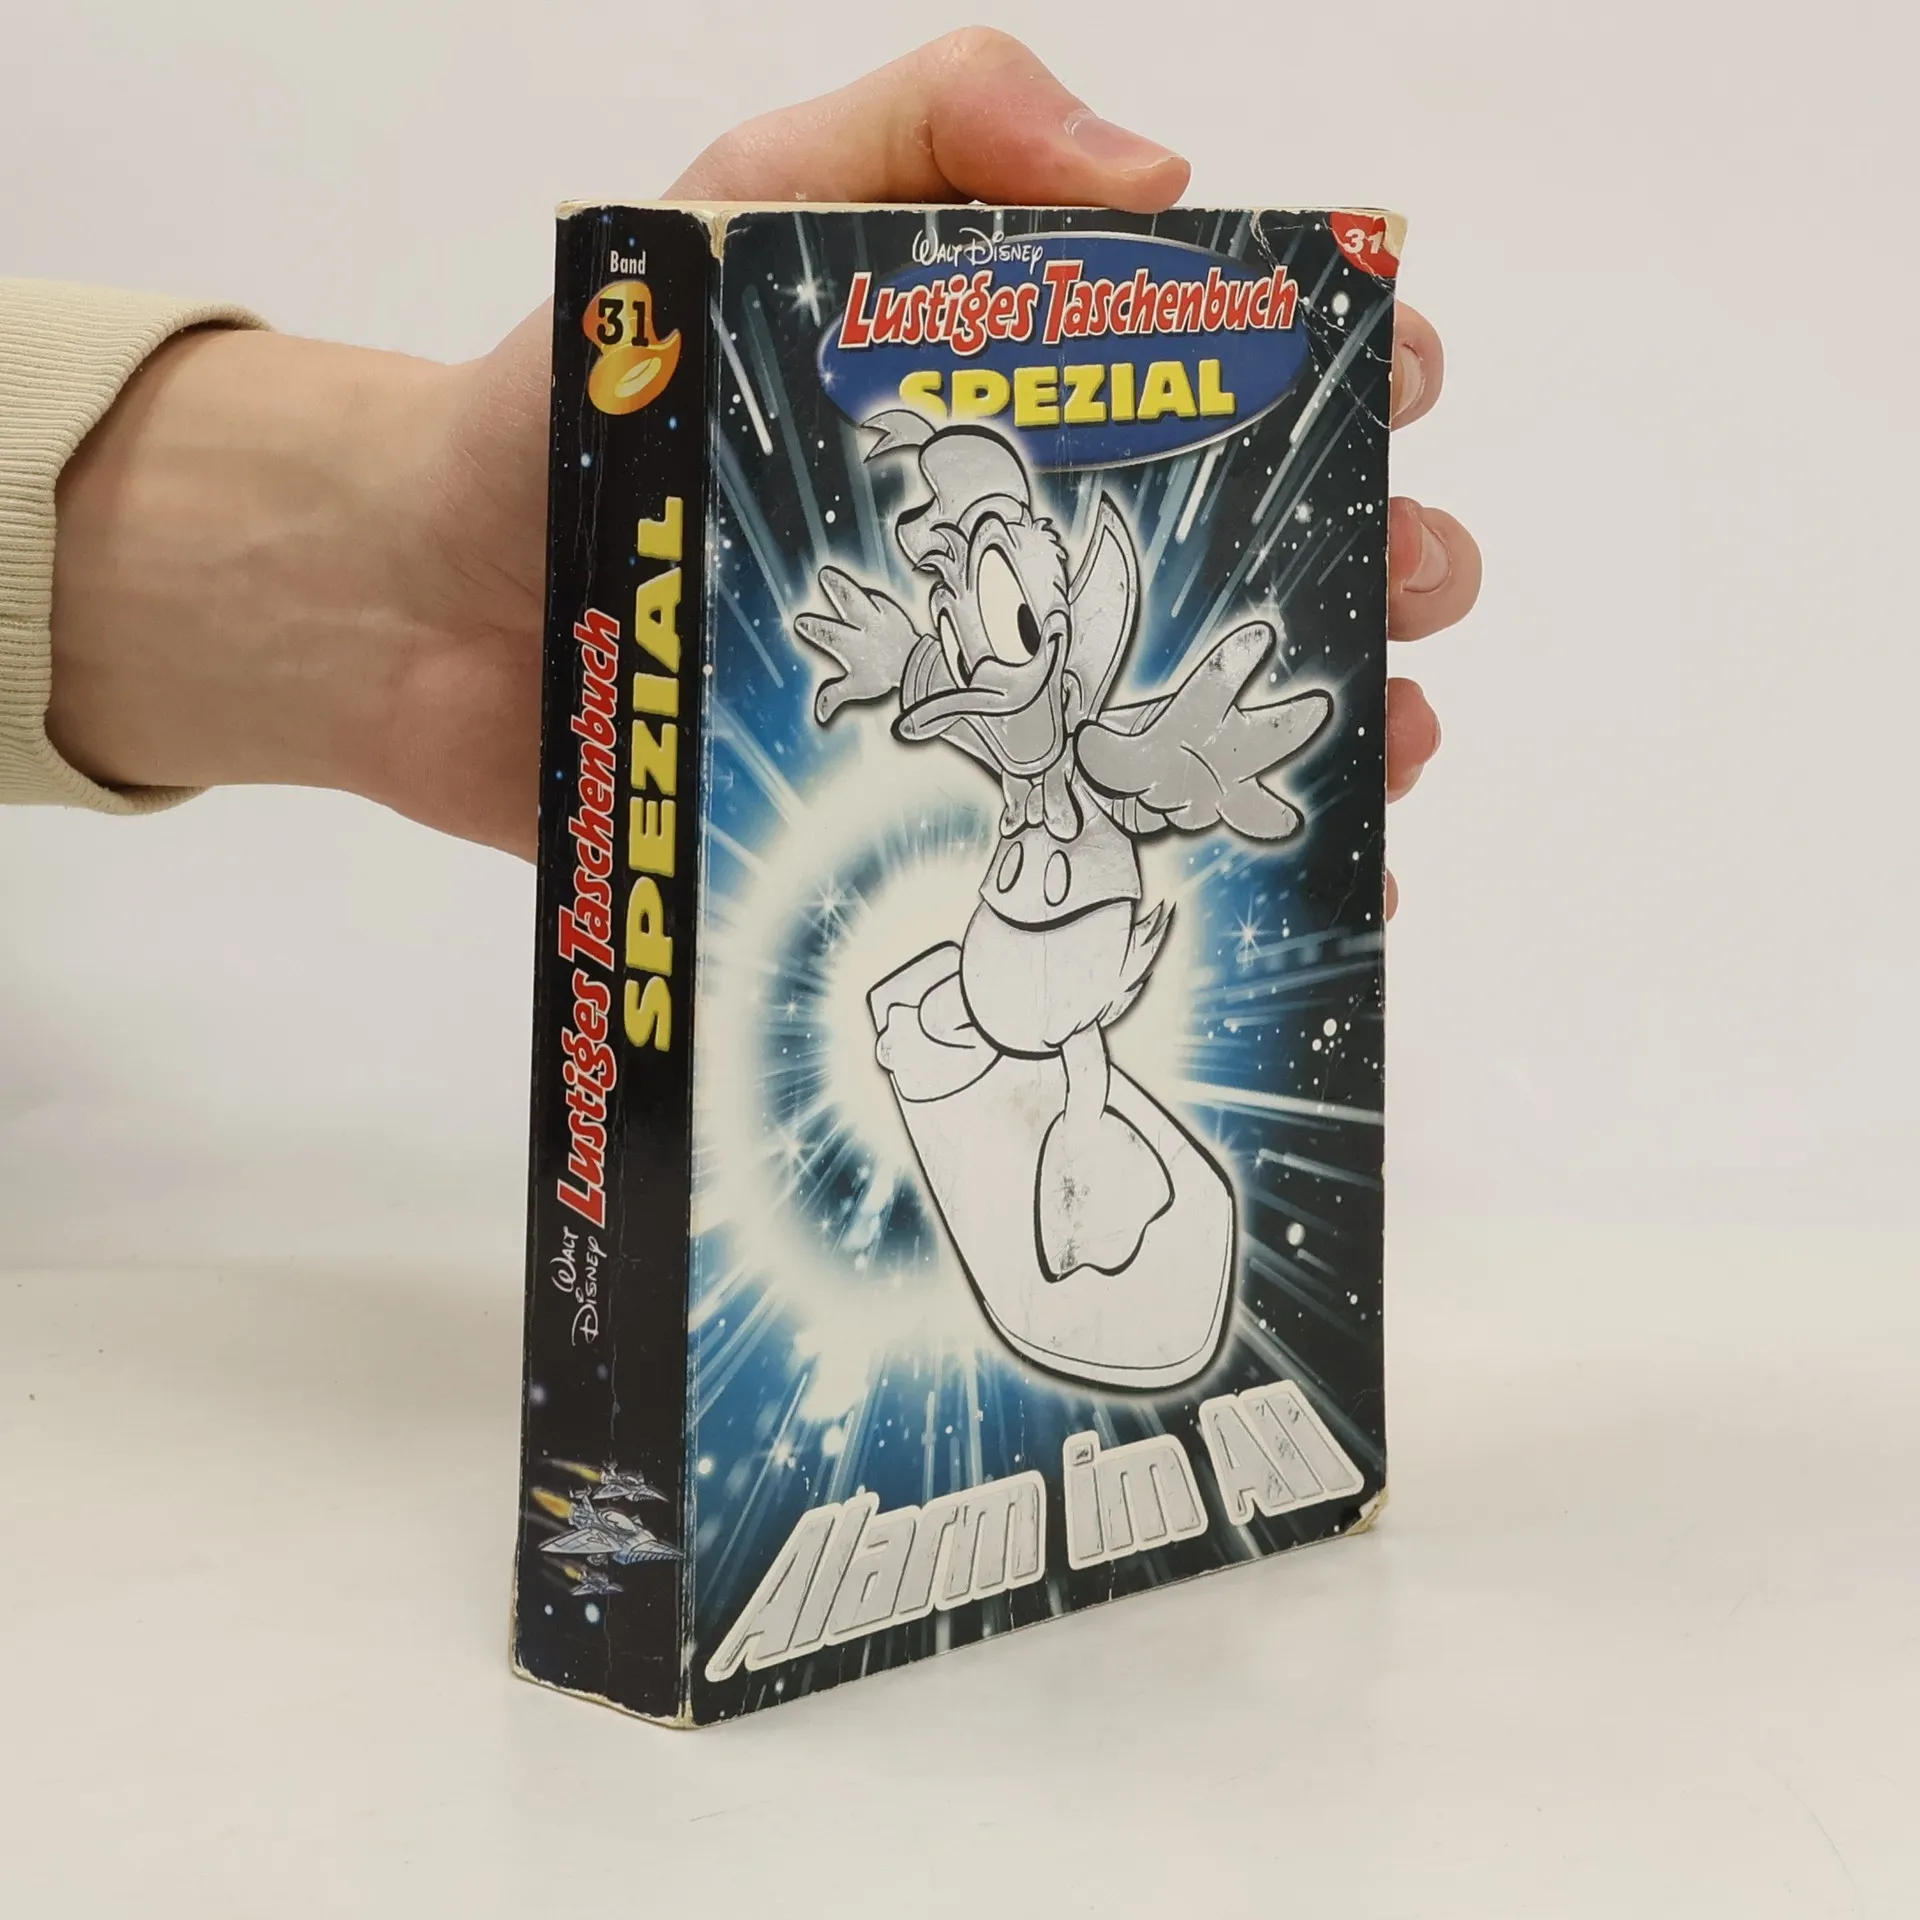 Band
31
Walt Disney
Lustiges Taschenbuch
SPEZIAL
31
Walt Disney
Lustiges Taschenbuch
SPEZIAL
Alarm im All